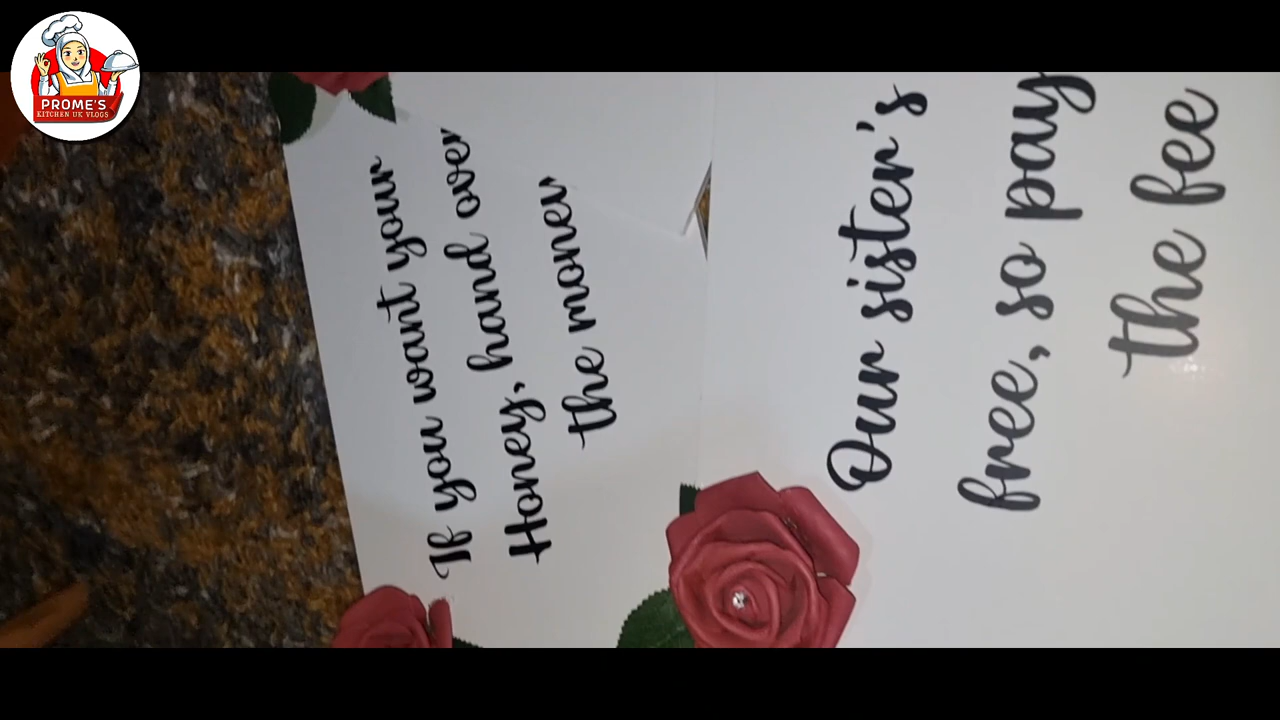 PROME'S
KITCHEN UK VLOGS
If you want your
Honey, hand over
the money
Our sister's
free, so pay
the fee